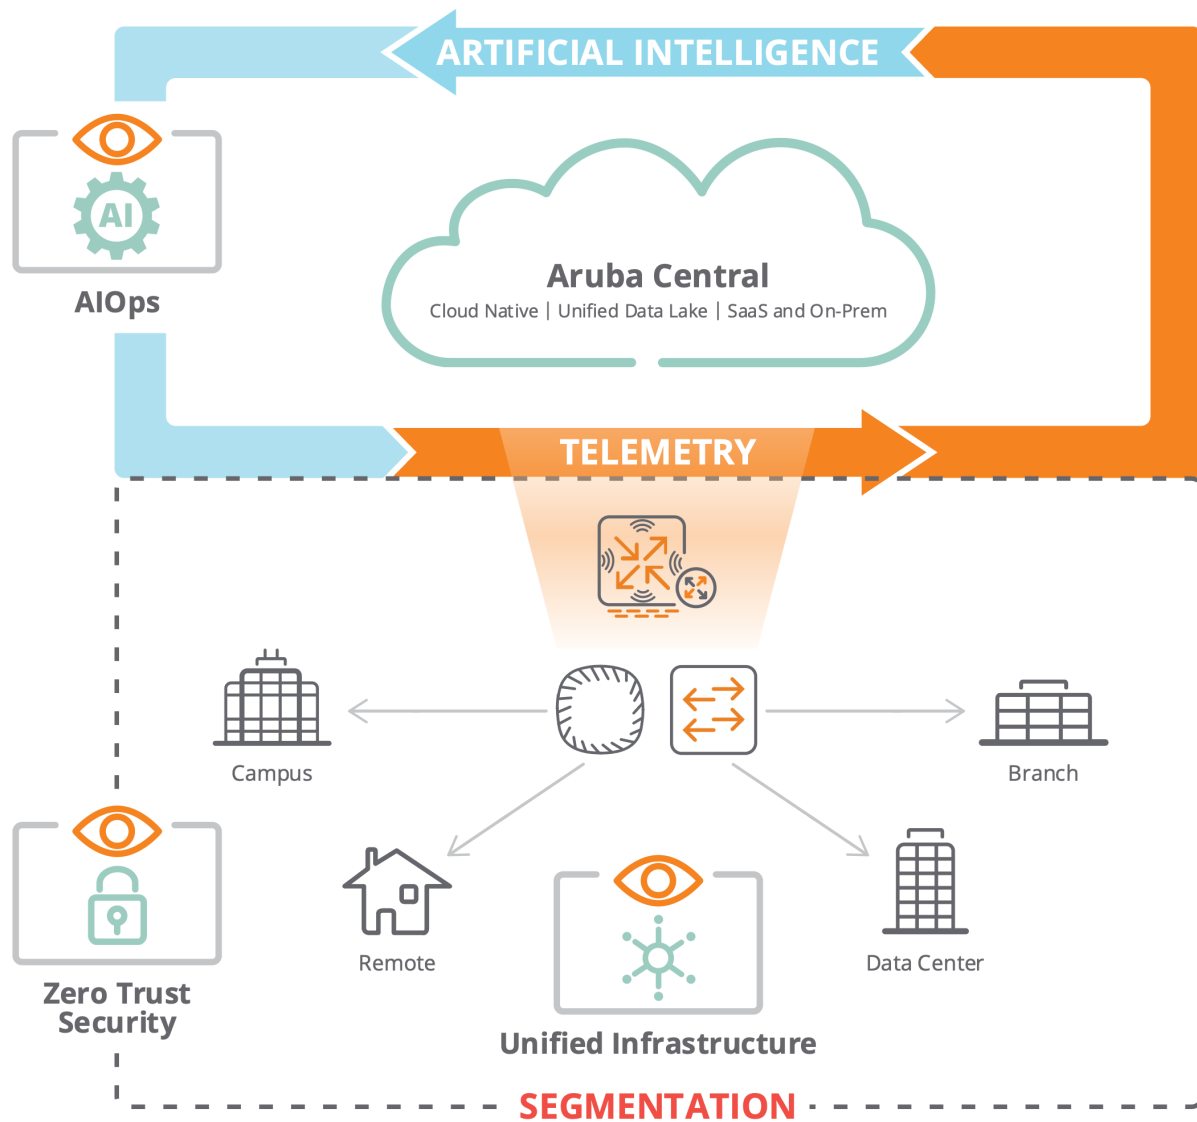 ARTIFICIAL INTELLIGENCE
AI
AIOps
Aruba Central
Cloud Native | Unified Data Lake | SaaS and On-Prem
TELEMETRY
Campus
Branch
Remote
Data Center
Zero Trust
Security
Unified Infrastructure
SEGMENTATION